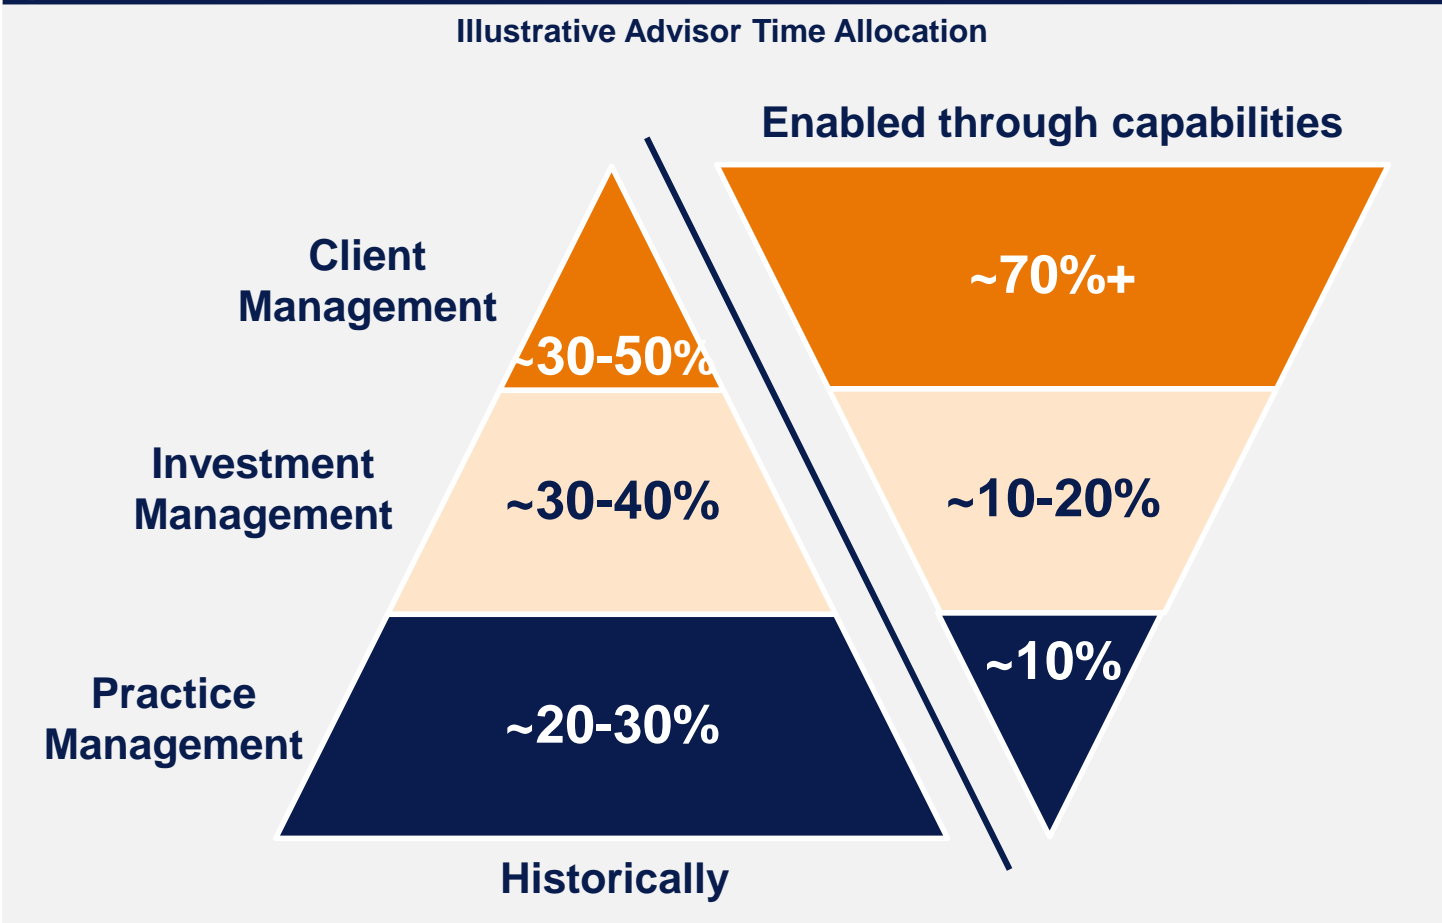 Illustrative Advisor Time Allocation
Enabled through capabilities
Client
Management
~30-50%
~70%+
Investment
Management
~30-40%
~10-20%
Practice
Management
~20-30%
~10%
Historically